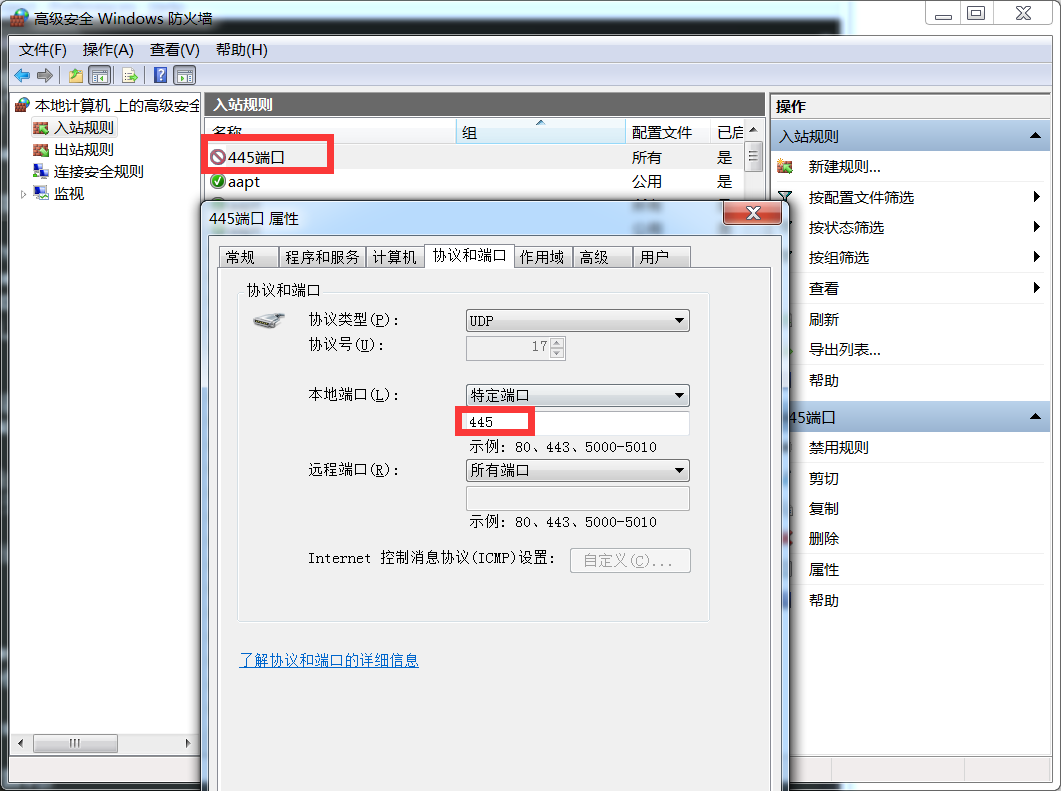 高级安全 Windows 防火墙
文件(F) 操作(A) 查看(V) 帮助(H)
本地计算机 上的高级安全
入站规则
出站规则
连接安全规则
监视
入站规则
名称 组 配置文件 已启
445端口 所有 是
aapt 公用 是
操作
入站规则
新建规则...
按配置文件筛选
按状态筛选
按组筛选
查看
刷新
导出列表...
帮助
45端口
禁用规则
剪切
复制
删除
属性
帮助
445端口 属性
常规 程序和服务 计算机 协议和端口 作用域 高级 用户
协议和端口
协议类型(P): UDP
协议号(U): 17
本地端口(L): 特定端口
445
示例: 80、443、5000-5010
远程端口(R): 所有端口
示例: 80、443、5000-5010
Internet 控制消息协议(ICMP)设置: 自定义(C)...
了解协议和端口的详细信息